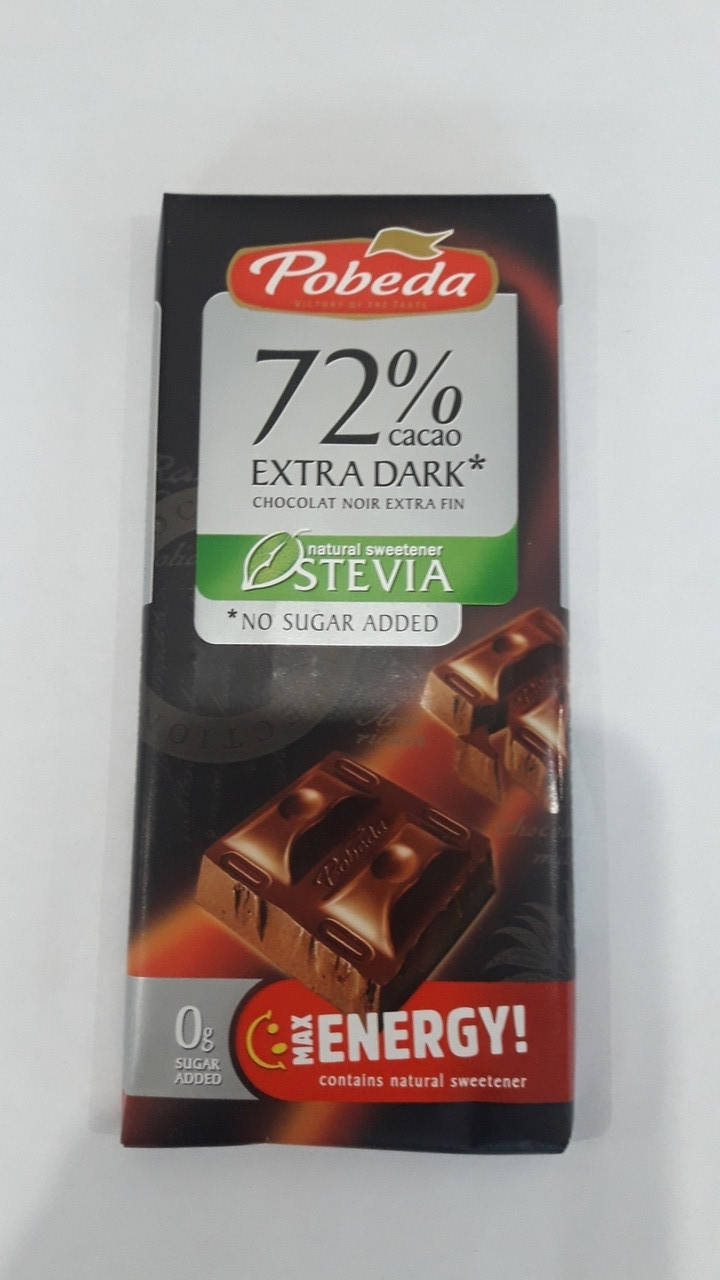 Pobeda
VICTORY OF THE TASTE
72%
cacao
EXTRA DARK*
CHOCOLAT NOIR EXTRA FIN
natural sweetener
STEVIA
*NO SUGAR ADDED
Pobeda
0g
SUGAR
ADDED
MAX
ENERGY!
contains natural sweetener